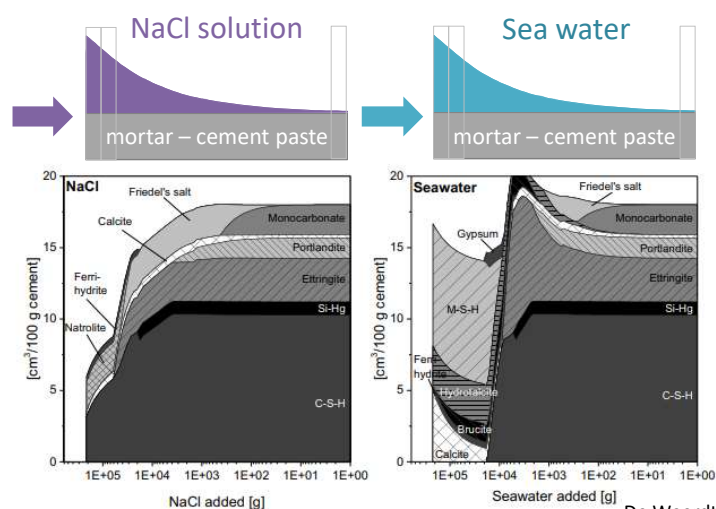 NaCl solution
Sea water
mortar – cement paste
mortar – cement paste
NaCl
Friedel's salt
Calcite
Monocarbonate
Portlandite
Ferri-
hydrite
Ettringite
Natrolite
Si-Hg
C-S-H
20
15
10
5
0
[cm³/100 g cement]
1E+05 1E+04 1E+03 1E+02 1E+01 1E+00
NaCl added [g]
Seawater
Friedel's salt
Gypsum
Monocarbonate
Portlandite
Ettringite
M-S-H
Si-Hg
Ferri-
hydrite
Hydrotalcite
C-S-H
Brucite
Calcite
20
15
10
5
0
[cm³/100 g cement]
1E+05 1E+04 1E+03 1E+02 1E+01 1E+00
Seawater added [g]